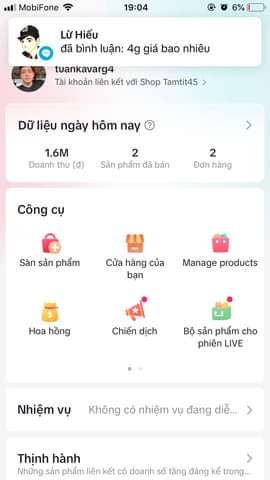 MobiFone
19:04
6%
Lừ Hiếu
đã bình luận: 4g giá bao nhiêu
tuankavarg4
Tài khoản liên kết với Shop Tamtit45
Dữ liệu ngày hôm nay
1.6M
2
2
Doanh thu (₫)
Sản phẩm đã bán
Đơn hàng
Công cụ
Sàn sản phẩm
Cửa hàng của
bạn
Manage products
Hoa hồng
Chiến dịch
Bộ sản phẩm cho
phiên LIVE
Nhiệm vụ
Không có nhiệm vụ đang diễ...
Thịnh hành
Những sản phẩm liên kết có doanh số tăng đáng kể trong...